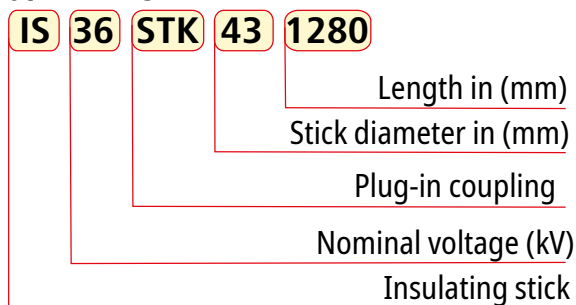 IS 36 STK 43 1280
Length in (mm)
Stick diameter in (mm)
Plug-in coupling
Nominal voltage (kV)
Insulating stick